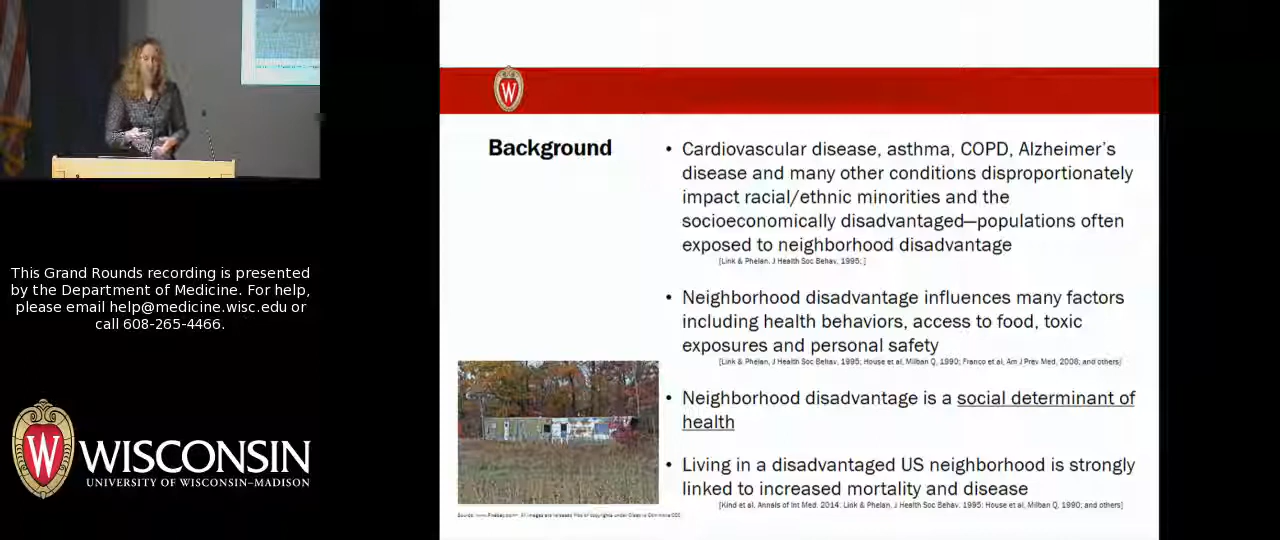 This Grand Rounds recording is presented
by the Department of Medicine. For help,
please email help@medicine.wisc.edu or
call 608-265-4466.
W
WISCONSIN
UNIVERSITY OF WISCONSIN–MADISON
W
Background
• Cardiovascular disease, asthma, COPD, Alzheimer's
disease and many other conditions disproportionately
impact racial/ethnic minorities and the
socioeconomically disadvantaged—populations often
exposed to neighborhood disadvantage
[Link & Phelan, J Health Soc Behav, 1995; ]
• Neighborhood disadvantage influences many factors
including health behaviors, access to food, toxic
exposures and personal safety
[Link & Phelan, J Health Soc Behav, 1995; House et al, Milban Q, 1990; Franco et al, Am J Prev Med, 2008; and others]
• Neighborhood disadvantage is a social determinant of
health
• Living in a disadvantaged US neighborhood is strongly
linked to increased mortality and disease
[Kind et al, Annals of Int Med, 2014, Link & Phelan, J Health Soc Behav, 1995; House et al, Milban Q, 1990; and others]